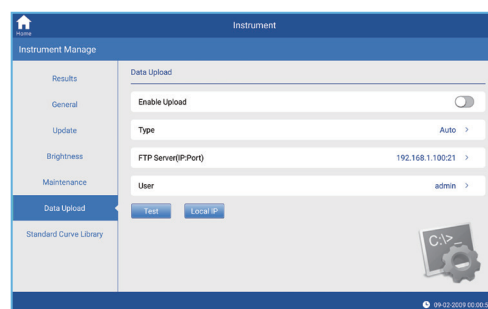 Instrument
Home
Instrument Manage
Results
General
Update
Brightness
Maintenance
Data Upload
Standard Curve Library
Data Upload
Enable Upload
Type Auto >
FTP Server(IP:Port) 192.168.1.100:21 >
User admin >
Test Local IP
C:\>_
09-02-2009 00:00:5